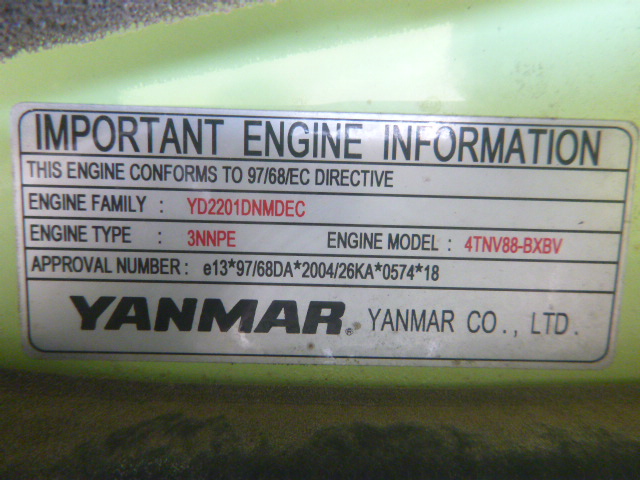 IMPORTANT ENGINE INFORMATION
THIS ENGINE CONFORMS TO 97/68/EC DIRECTIVE
ENGINE FAMILY : YD2201DNMDEC
ENGINE TYPE : 3NNPE ENGINE MODEL : 4TNV88-BXBV
APPROVAL NUMBER : e13*97/68DA*2004/26KA*0574*18
YANMAR® YANMAR CO., LTD.